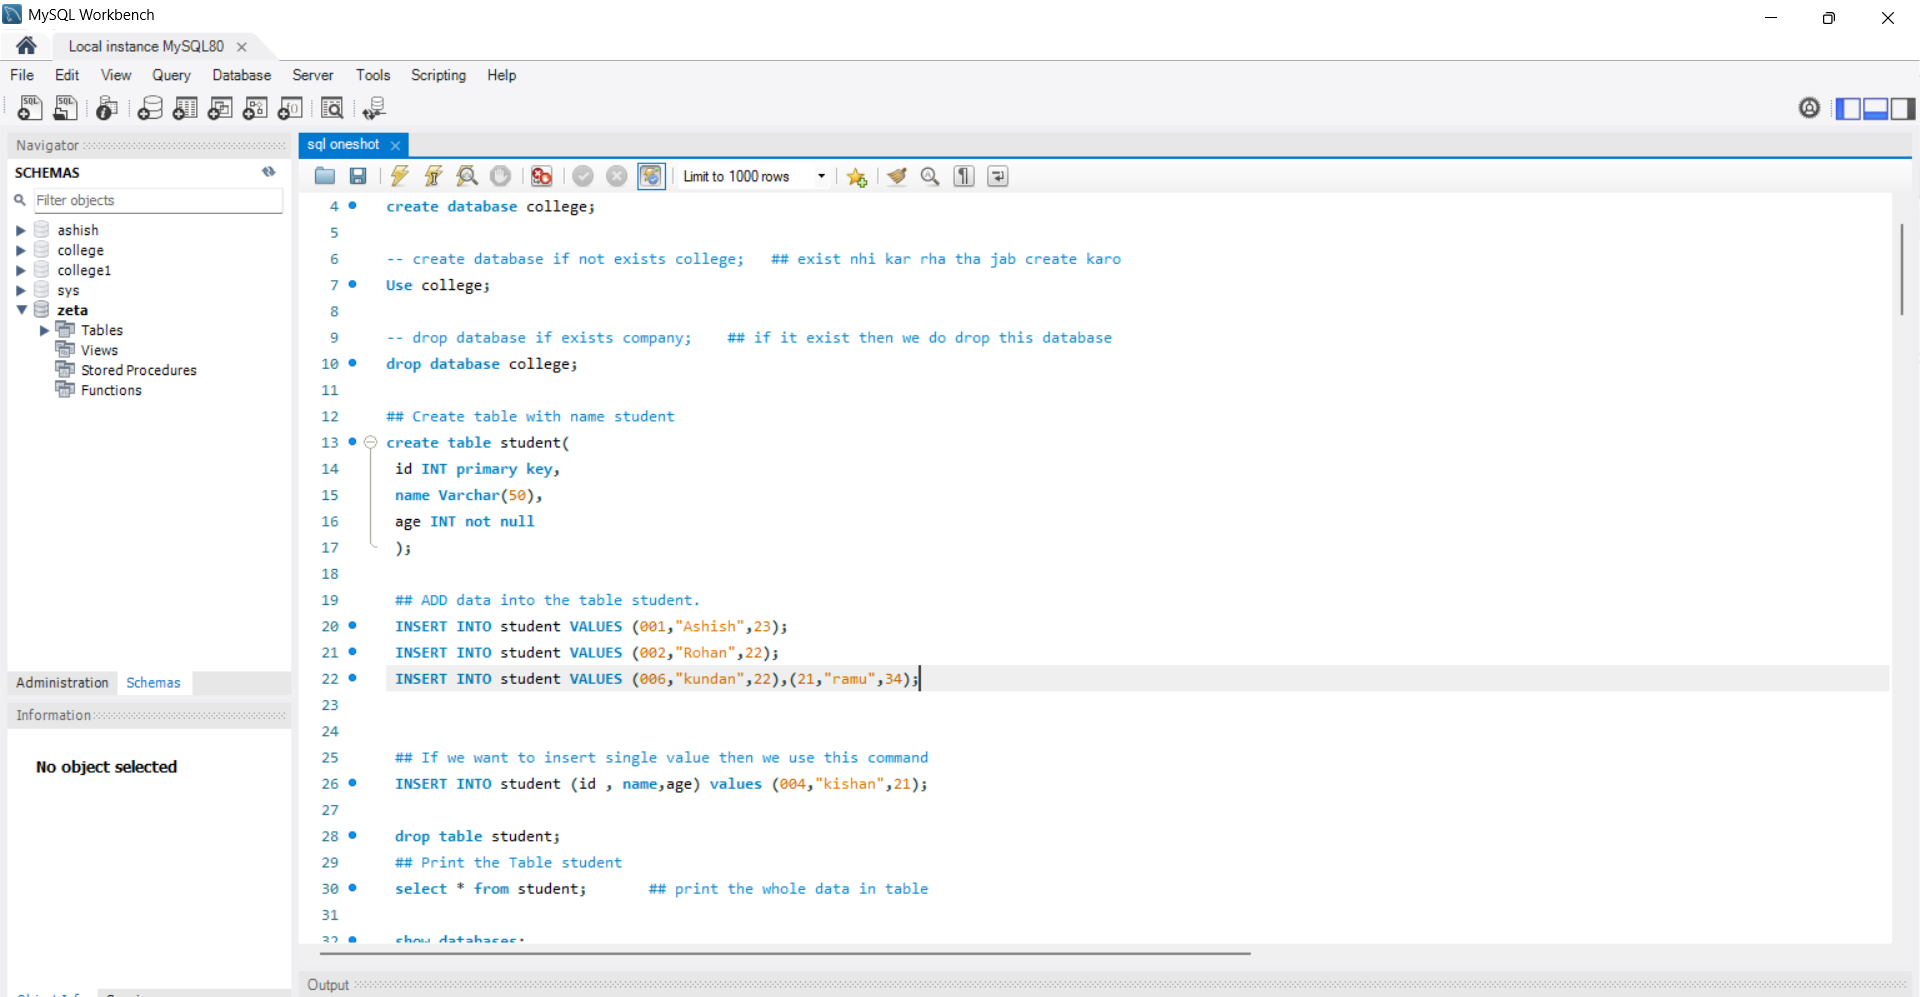 MySQL Workbench
Local instance MySQL80
File Edit View Query Database Server Tools Scripting Help
Navigator
SCHEMAS
Filter objects
ashish
college
college1
sys
zeta
Tables
Views
Stored Procedures
Functions
Administration Schemas
Information
No object selected
sql oneshot
Limit to 1000 rows
4 create database college;
5
6 -- create database if not exists college; ## exist nhi kar rha tha jab create karo
7 Use college;
8
9 -- drop database if exists company; ## if it exist then we do drop this database
10 drop database college;
11
12 ## Create table with name student
13 create table student(
14 id INT primary key,
15 name Varchar(50),
16 age INT not null
17 );
18
19 ## ADD data into the table student.
20 INSERT INTO student VALUES (001,"Ashish",23);
21 INSERT INTO student VALUES (002,"Rohan",22);
22 INSERT INTO student VALUES (006,"kundan",22),(21,"ramu",34);
23
24
25 ## If we want to insert single value then we use this command
26 INSERT INTO student (id , name,age) values (004,"kishan",21);
27
28 drop table student;
29 ## Print the Table student
30 select * from student; ## print the whole data in table
31
32 show databases;
Output